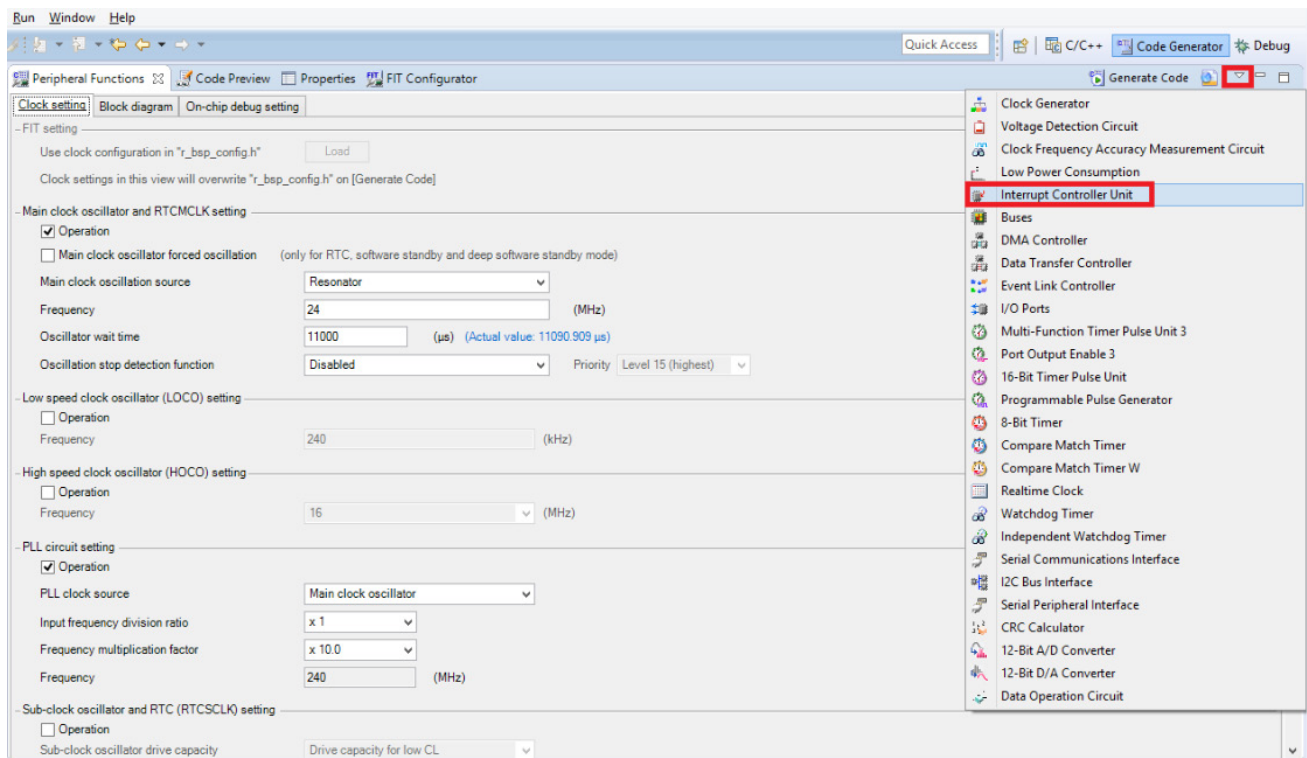 Run Window Help
Quick Access C/C++ Code Generator Debug
Peripheral Functions Code Preview Properties FIT Configurator Generate Code
Clock setting Block diagram On-chip debug setting
FIT setting
Use clock configuration in "r_bsp_config.h" Load
Clock settings in this view will overwrite "r_bsp_config.h" on [Generate Code]
Main clock oscillator and RTCMCLK setting
Operation
Main clock oscillator forced oscillation (only for RTC, software standby and deep software standby mode)
Main clock oscillation source Resonator
Frequency 24 (MHz)
Oscillator wait time 11000 (µs) (Actual value: 11090.909 µs)
Oscillation stop detection function Disabled Priority Level 15 (highest)
Low speed clock oscillator (LOCO) setting
Operation
Frequency 240 (kHz)
High speed clock oscillator (HOCO) setting
Operation
Frequency 16 (MHz)
PLL circuit setting
Operation
PLL clock source Main clock oscillator
Input frequency division ratio x 1
Frequency multiplication factor x 10.0
Frequency 240 (MHz)
Sub-clock oscillator and RTC (RTCSCLK) setting
Operation
Sub-clock oscillator drive capacity Drive capacity for low CL
Clock Generator
Voltage Detection Circuit
Clock Frequency Accuracy Measurement Circuit
Low Power Consumption
Interrupt Controller Unit
Buses
DMA Controller
Data Transfer Controller
Event Link Controller
I/O Ports
Multi-Function Timer Pulse Unit 3
Port Output Enable 3
16-Bit Timer Pulse Unit
Programmable Pulse Generator
8-Bit Timer
Compare Match Timer
Compare Match Timer W
Realtime Clock
Watchdog Timer
Independent Watchdog Timer
Serial Communications Interface
I2C Bus Interface
Serial Peripheral Interface
CRC Calculator
12-Bit A/D Converter
12-Bit D/A Converter
Data Operation Circuit